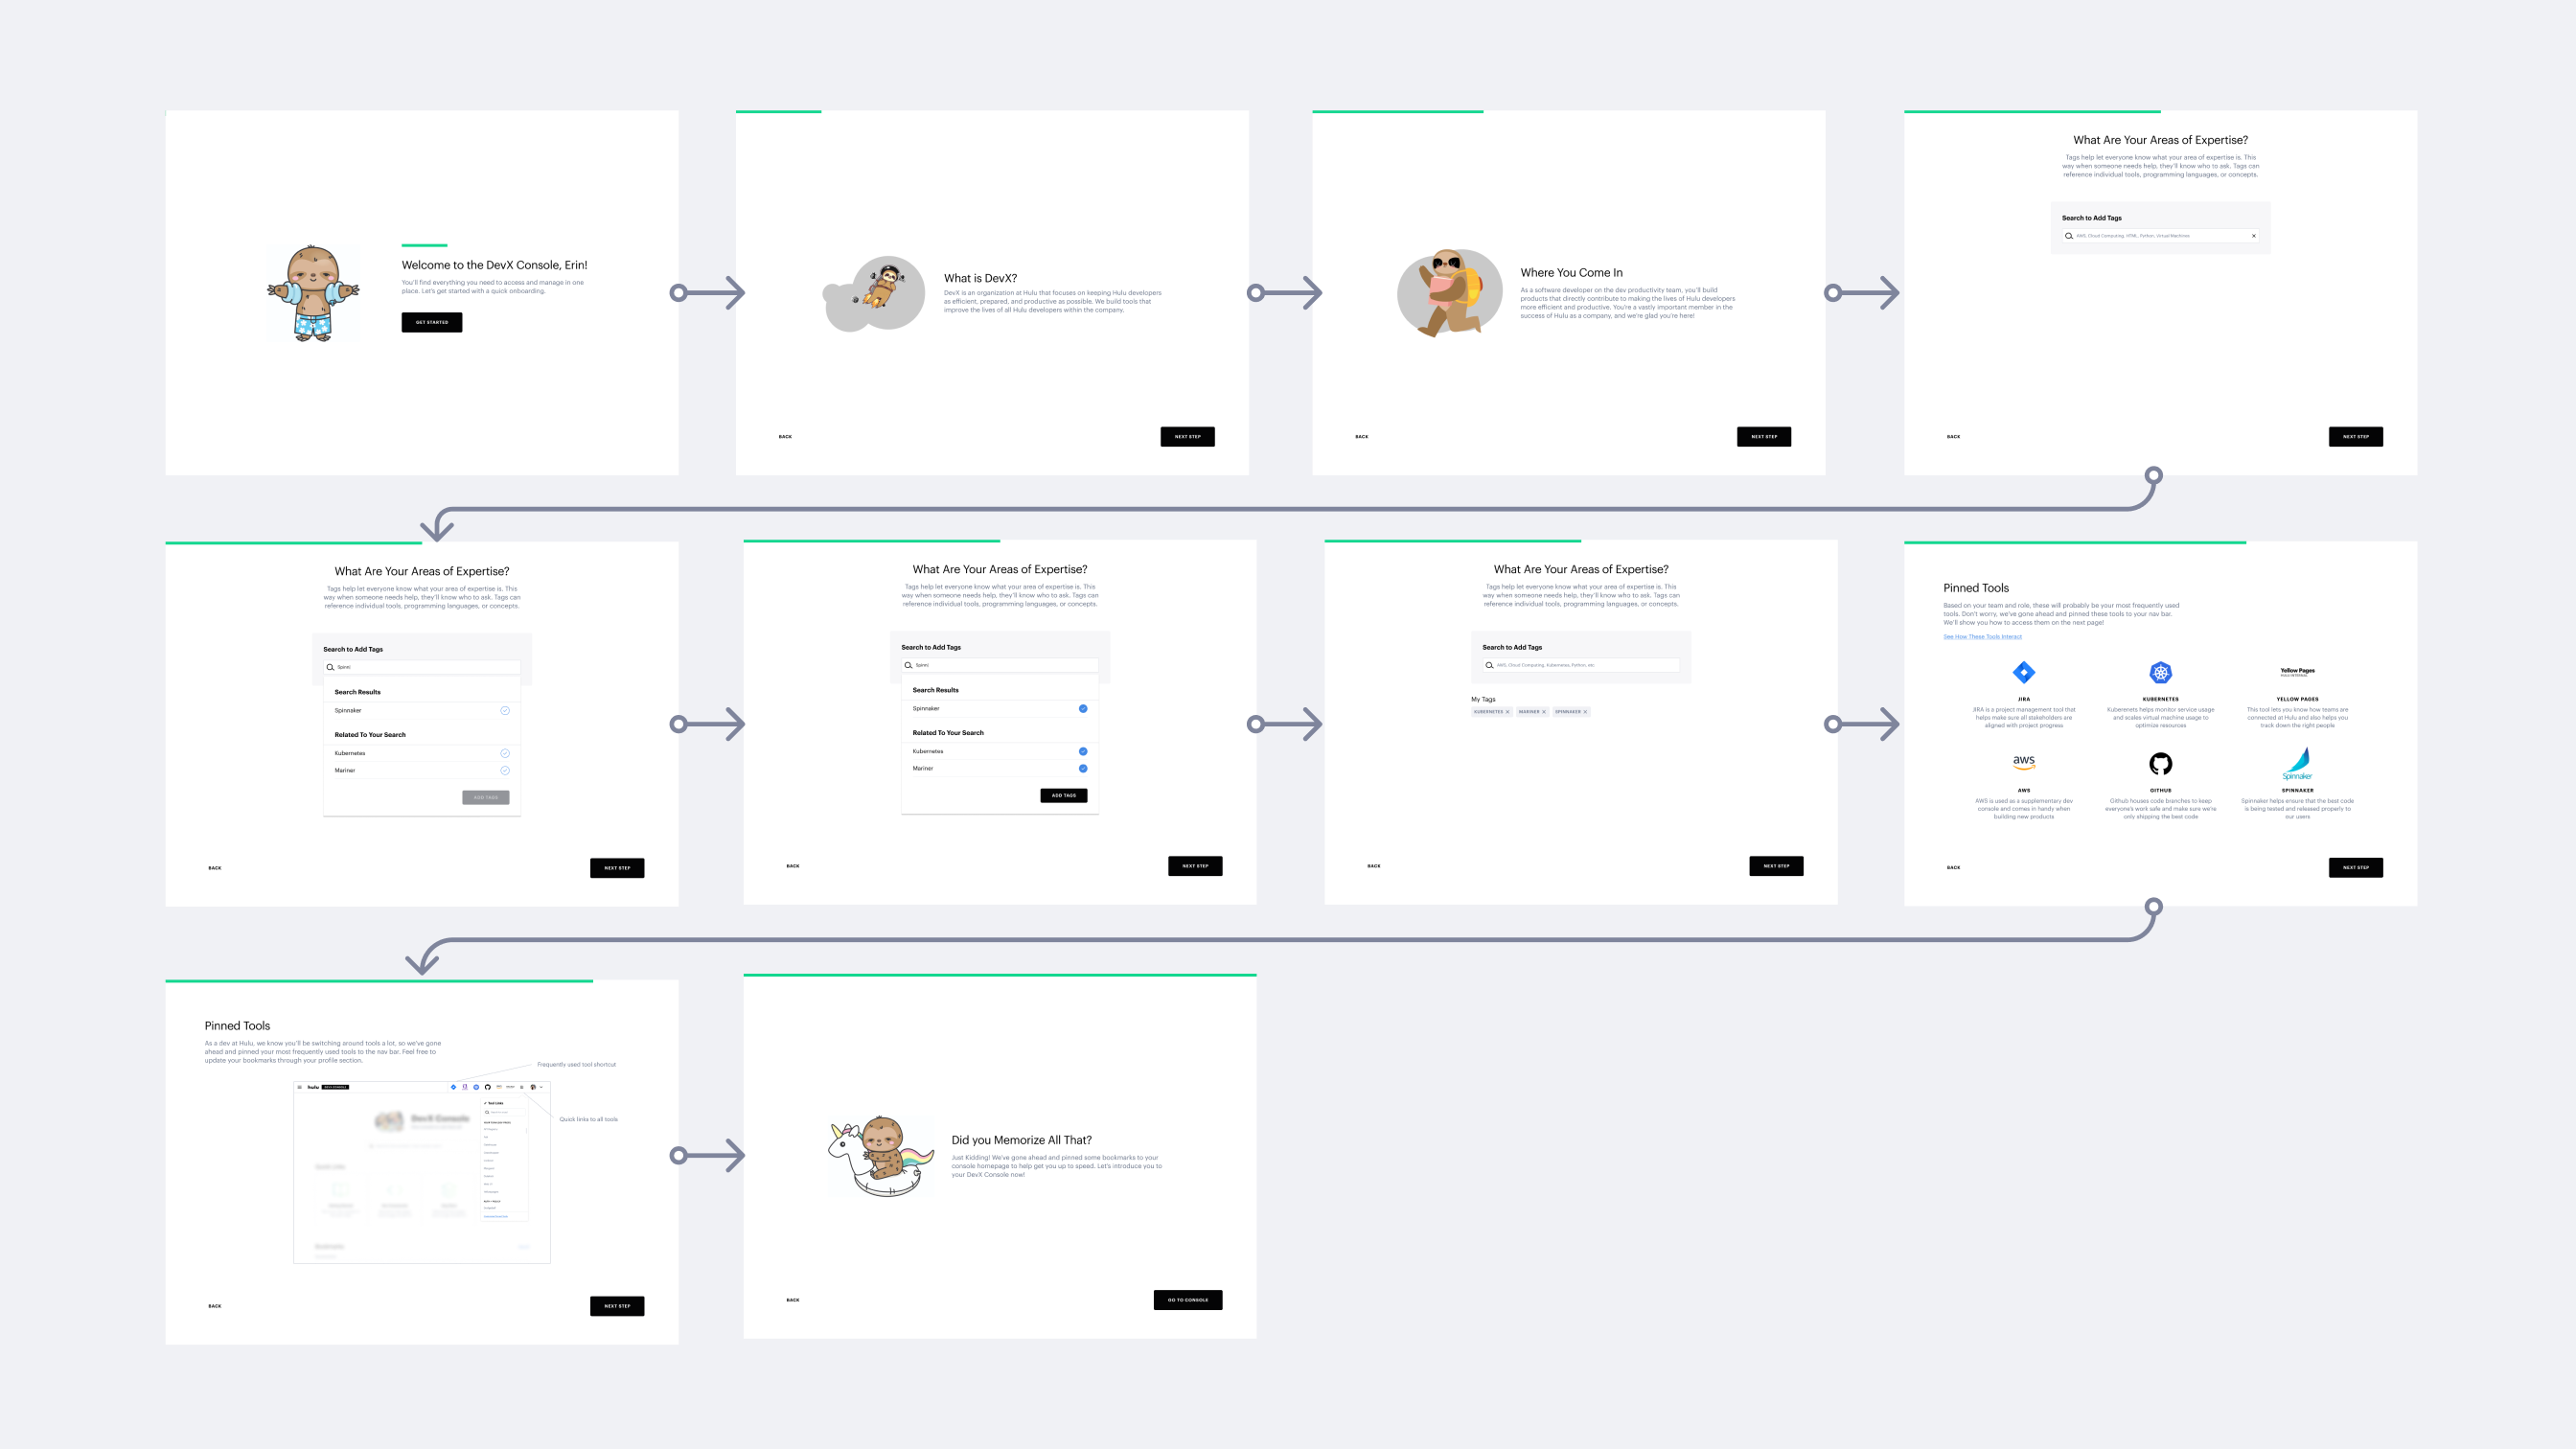 Welcome to the DevX Console, Erin!
You'll find everything you need to access and manage in one
place. Let's get started with a quick onboarding.
GET STARTED
What is DevX?
DevX is an organization at Hulu that focuses on keeping Hulu developers
as efficient, prepared, and productive as possible. We build tools that
improve the lives of all Hulu developers within the company.
BACK
NEXT STEP
Where You Come In
As a software developer on the dev productivity team, you'll build
products that directly contribute to making the lives of Hulu developers
more efficient and productive. You're a vastly important member in the
success of Hulu as a company, and we're glad you're here!
BACK
NEXT STEP
What Are Your Areas of Expertise?
Tags help let everyone know what your area of expertise is. This
way when someone needs help, they'll know who to ask. Tags can
reference individual tools, programming languages, or concepts.
Search to Add Tags
AWS, Cloud Computing, HTML, Python, Virtual Machines
BACK
NEXT STEP
What Are Your Areas of Expertise?
Tags help let everyone know what your area of expertise is. This
way when someone needs help, they'll know who to ask. Tags can
reference individual tools, programming languages, or concepts.
Search to Add Tags
Spinn
Search Results
Spinnaker
Related To Your Search
Kubernetes
Mariner
ADD TAGS
BACK
NEXT STEP
What Are Your Areas of Expertise?
Tags help let everyone know what your area of expertise is. This
way when someone needs help, they'll know who to ask. Tags can
reference individual tools, programming languages, or concepts.
Search to Add Tags
Spinn
Search Results
Spinnaker
Related To Your Search
Kubernetes
Mariner
ADD TAGS
BACK
NEXT STEP
What Are Your Areas of Expertise?
Tags help let everyone know what your area of expertise is. This
way when someone needs help, they'll know who to ask. Tags can
reference individual tools, programming languages, or concepts.
Search to Add Tags
AWS, Cloud Computing, Kubernetes, Python, etc
My Tags
KUBERNETES X MARINER X SPINNAKER X
BACK
NEXT STEP
Pinned Tools
Based on your team and role, these will probably be your most frequently used
tools. Don't worry, we've gone ahead and pinned these tools to your nav bar.
We'll show you how to access them on the next page!
See How These Tools Interact
JIRA
JIRA is a project management tool that
helps make sure all stakeholders are
aligned with project progress
KUBERNETES
Kubererets helps monitor service usage
and scales virtual machine usage to
optimize resources
Yellow Pages
HULU INTERNAL
YELLOW PAGES
This tool lets you know how teams are
connected at Hulu and also helps you
track down the right people
aws
AWS
AWS is used as a supplementary dev
console and comes in handy when
building new products
GITHUB
Github houses code branches to keep
everyone's work safe and make sure we're
only shipping the best code
Spinnaker
SPINNAKER
Spinnaker helps ensure that the best code
is being tested and released properly to
our users
BACK
NEXT STEP
Pinned Tools
As a dev at Hulu, we know you'll be switching around tools a lot, so we've gone
ahead and pinned your most frequently used tools to the nav bar. Feel free to
update your bookmarks through your profile section.
Frequently used tool shortcut
Quick links to all tools
hulu
Tool Links
DevX Console
BACK
NEXT STEP
Did you Memorize All That?
Just Kidding! We've gone ahead and pinned some bookmarks to your
console homepage to help get you up to speed. Let's introduce you to
your DevX Console now!
BACK
GO TO CONSOLE